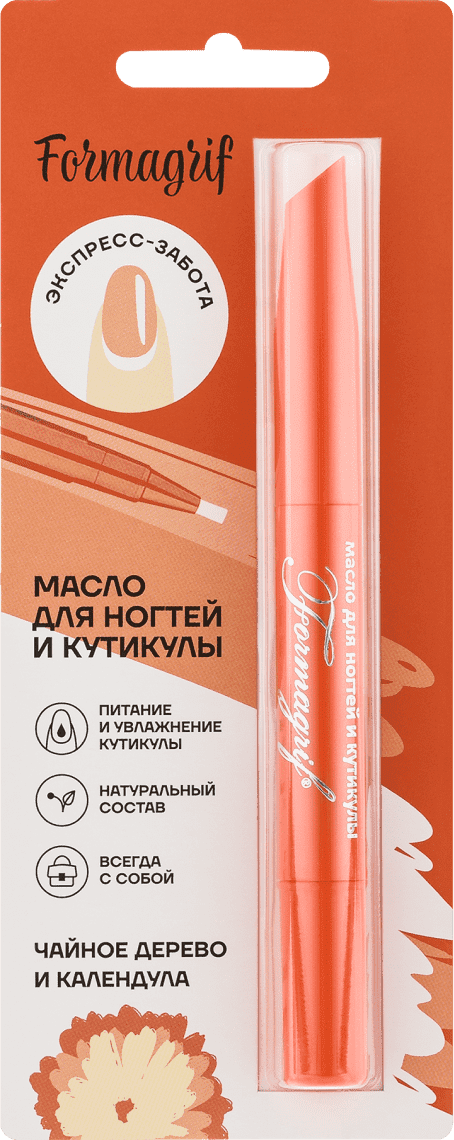 Formagrif
ЭКСПРЕСС-ЗАБОТА
МАСЛО
ДЛЯ НОГТЕЙ
И КУТИКУЛЫ
ПИТАНИЕ
И УВЛАЖНЕНИЕ
КУТИКУЛЫ
НАТУРАЛЬНЫЙ
СОСТАВ
ВСЕГДА
С СОБОЙ
ЧАЙНОЕ ДЕРЕВО
И КАЛЕНДУЛА
масло для ногтей и кутикулы
Formagrif®